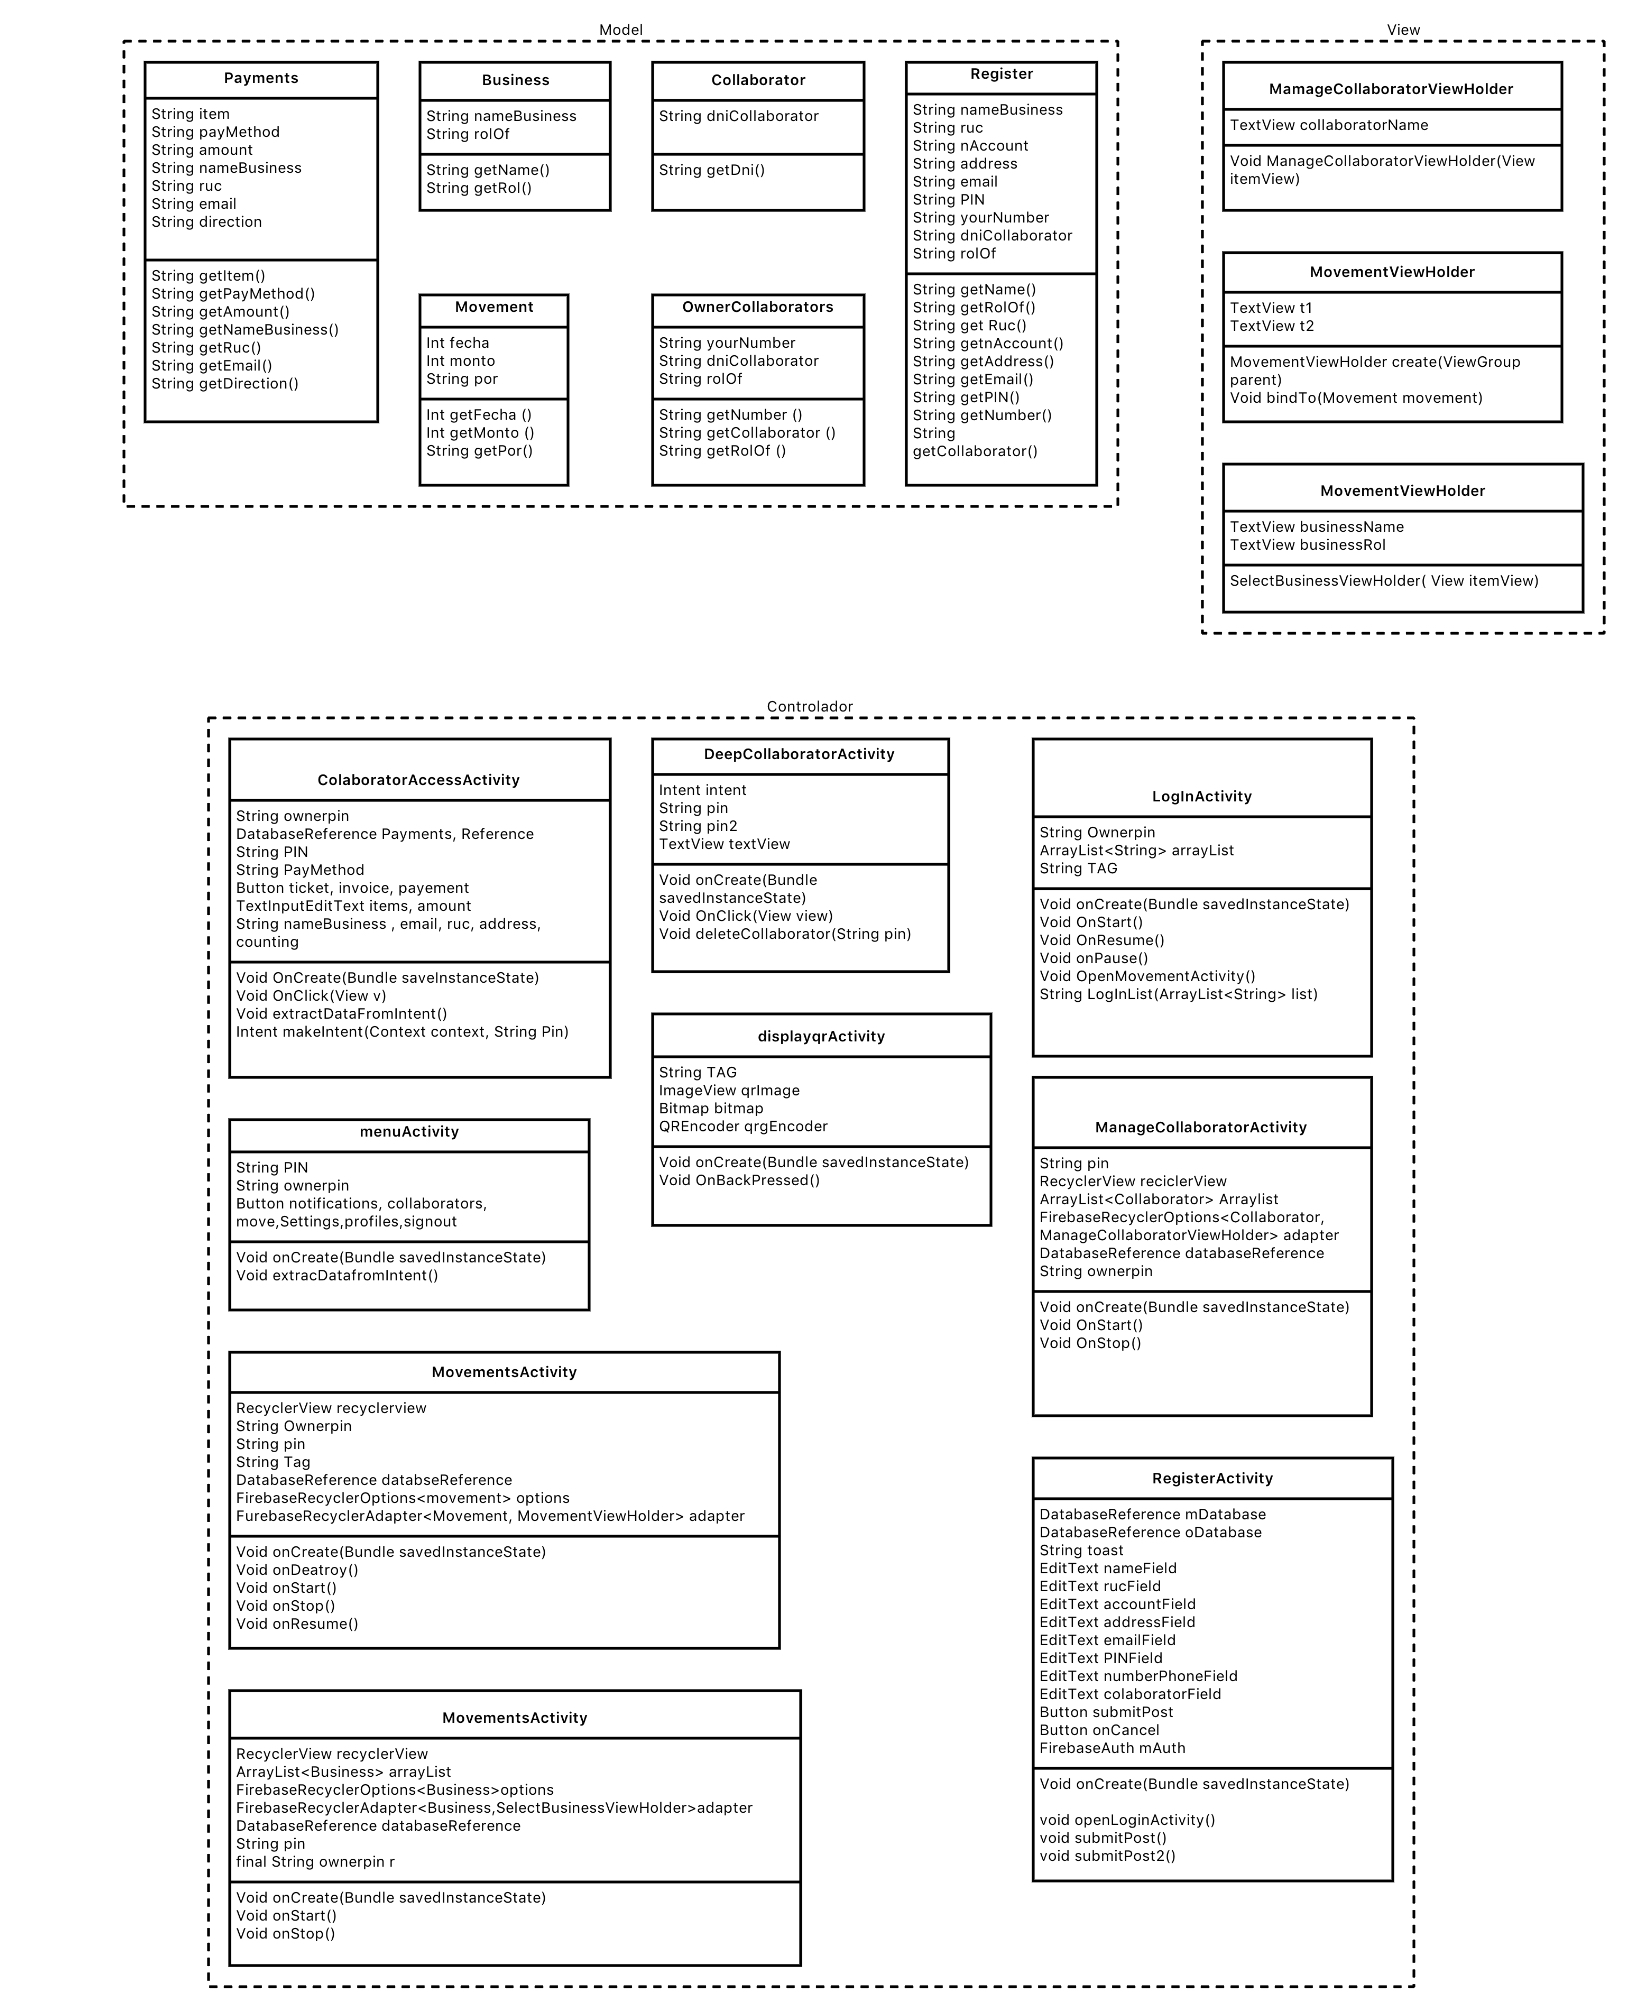 Model
Payments
String item
String payMethod
String amount
String nameBusiness
String ruc
String email
String direction
String getItem()
String getPayMethod()
String getAmount()
String getNameBusiness()
String getRuc()
String getEmail()
String getDirection()
Business
String nameBusiness
String rolOf
String getName()
String getRol()
Collaborator
String dniCollaborator
String getDni()
Register
String nameBusiness
String ruc
String nAccount
String address
String email
String PIN
String yourNumber
String dniCollaborator
String rolOf
String getName()
String getRolOf()
String get Ruc()
String getnAccount()
String getAddress()
String getEmail()
String getPIN()
String getNumber()
String
getCollaborator()
Movement
Int fecha
Int monto
String por
Int getFecha ()
Int getMonto ()
String getPor()
OwnerCollaborators
String yourNumber
String dniCollaborator
String rolOf
String getNumber ()
String getCollaborator ()
String getRolOf ()
View
MamageCollaboratorViewHolder
TextView collaboratorName
Void ManageCollaboratorViewHolder(View
itemView)
MovementViewHolder
TextView t1
TextView t2
MovementViewHolder create(ViewGroup
parent)
Void bindTo(Movement movement)
MovementViewHolder
TextView businessName
TextView businessRol
SelectBusinessViewHolder( View itemView)
Controlador
ColaboratorAccessActivity
String ownerpin
DatabaseReference Payments, Reference
String PIN
String PayMethod
Button ticket, invoice, payement
TextInputEditText items, amount
String nameBusiness , email, ruc, address,
counting
Void OnCreate(Bundle saveInstanceState)
Void OnClick(View v)
Void extractDataFromIntent()
Intent makeIntent(Context context, String Pin)
DeepCollaboratorActivity
Intent intent
String pin
String pin2
TextView textView
Void onCreate(Bundle
savedInstanceState)
Void OnClick(View view)
Void deleteCollaborator(String pin)
LogInActivity
String Ownerpin
ArrayList<String> arrayList
String TAG
Void onCreate(Bundle savedInstanceState)
Void OnStart()
Void OnResume()
Void onPause()
Void OpenMovementActivity()
String LogInList(ArrayList<String> list)
displayqrActivity
String TAG
ImageView qrImage
Bitmap bitmap
QREncoder qrgEncoder
Void onCreate(Bundle savedInstanceState)
Void OnBackPressed()
menuActivity
String PIN
String ownerpin
Button notifications, collaborators,
move,Settings,profiles,signout
Void onCreate(Bundle savedInstanceState)
Void extracDatafromIntent()
ManageCollaboratorActivity
String pin
RecyclerView reciclerView
ArrayList<Collaborator> Arraylist
FirebaseRecyclerOptions<Collaborator,
ManageCollaboratorViewHolder> adapter
DatabaseReference databaseReference
String ownerpin
Void onCreate(Bundle savedInstanceState)
Void OnStart()
Void OnStop()
MovementsActivity
RecyclerView recyclerview
String Ownerpin
String pin
String Tag
DatabaseReference databseReference
FirebaseRecyclerOptions<movement> options
FurebaseRecyclerAdapter<Movement, MovementViewHolder> adapter
Void onCreate(Bundle savedInstanceState)
Void onDeatroy()
Void onStart()
Void onStop()
Void onResume()
RegisterActivity
DatabaseReference mDatabase
DatabaseReference oDatabase
String toast
EditText nameField
EditText rucField
EditText accountField
EditText addressField
EditText emailField
EditText PINField
EditText numberPhoneField
EditText colaboratorField
Button submitPost
Button onCancel
FirebaseAuth mAuth
Void onCreate(Bundle savedInstanceState)
void openLoginActivity()
void submitPost()
void submitPost2()
MovementsActivity
RecyclerView recyclerView
ArrayList<Business> arrayList
FirebaseRecyclerOptions<Business>options
FirebaseRecyclerAdapter<Business,SelectBusinessViewHolder>adapter
DatabaseReference databaseReference
String pin
final String ownerpin r
Void onCreate(Bundle savedInstanceState)
Void onStart()
Void onStop()